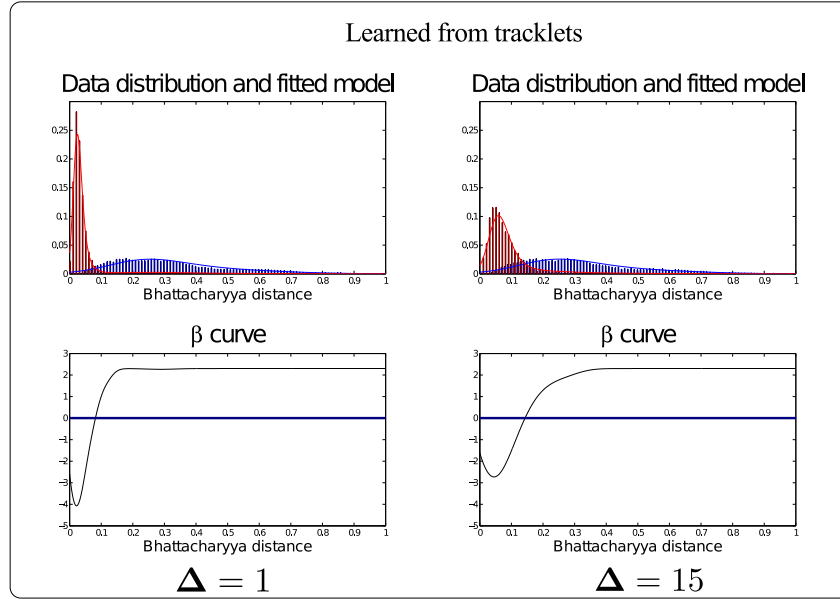 Learned from tracklets
Data distribution and fitted model
0.25
0.2
0.15
0.1
0.05
0
0 0.1 0.2 0.3 0.4 0.5 0.6 0.7 0.8 0.9 1
Bhattacharyya distance
β curve
3
2
1
0
−1
−2
−3
−4
−5
0 0.1 0.2 0.3 0.4 0.5 0.6 0.7 0.8 0.9 1
Bhattacharyya distance
Δ = 1
Data distribution and fitted model
0.25
0.2
0.15
0.1
0.05
0
0 0.1 0.2 0.3 0.4 0.5 0.6 0.7 0.8 0.9 1
Bhattacharyya distance
β curve
3
2
1
0
−1
−2
−3
−4
−5
0 0.1 0.2 0.3 0.4 0.5 0.6 0.7 0.8 0.9 1
Bhattacharyya distance
Δ = 15